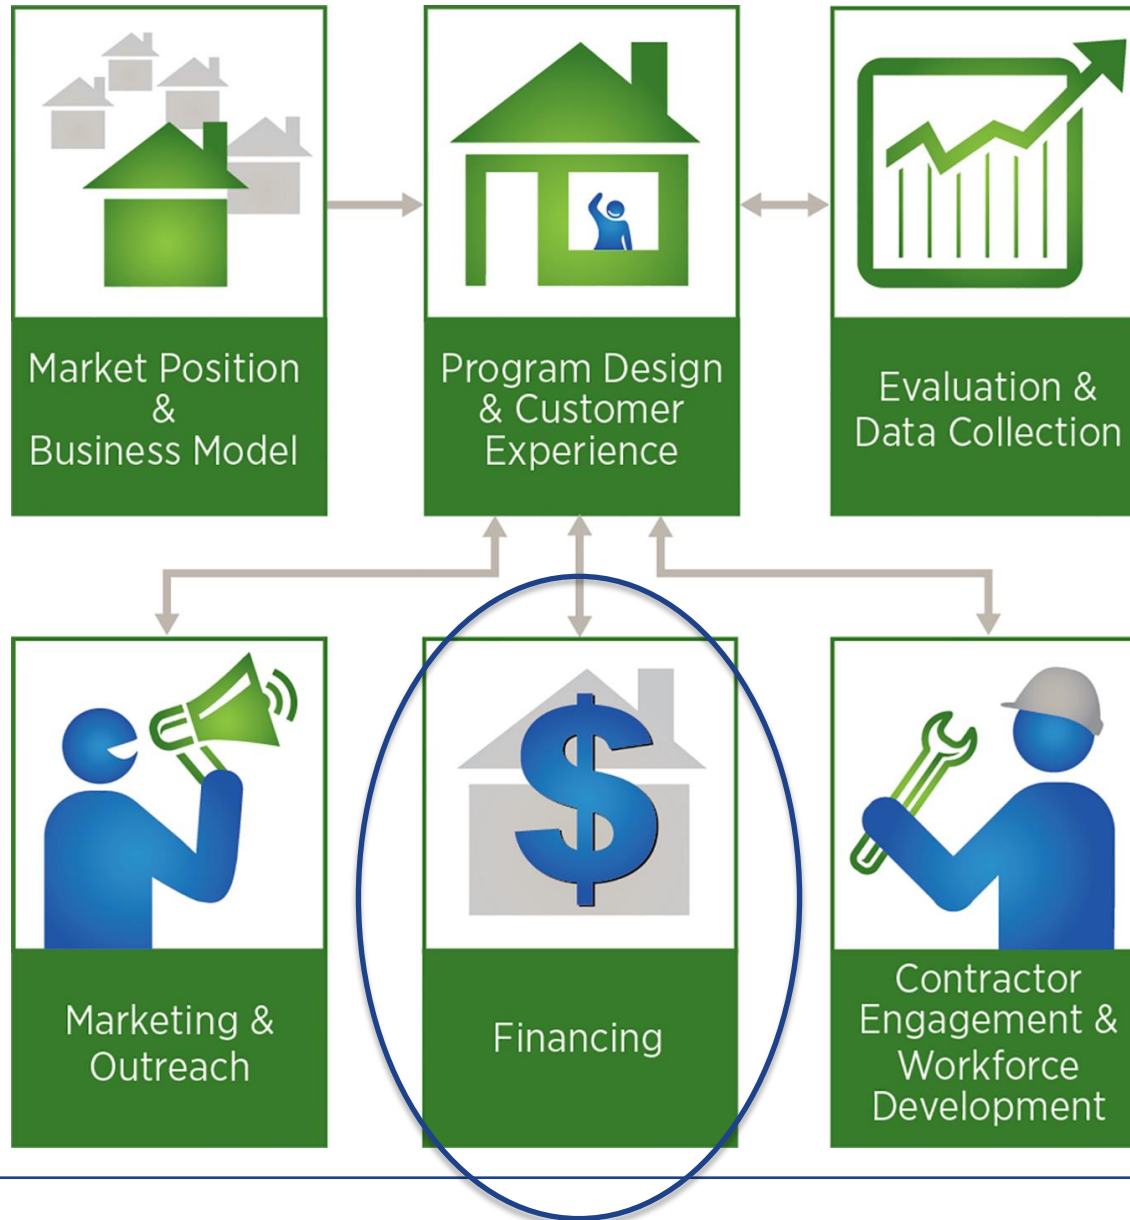 Market Position
&
Business Model
Program Design
& Customer
Experience
Evaluation &
Data Collection
$
Marketing &
Outreach
Financing
Contractor
Engagement &
Workforce
Development